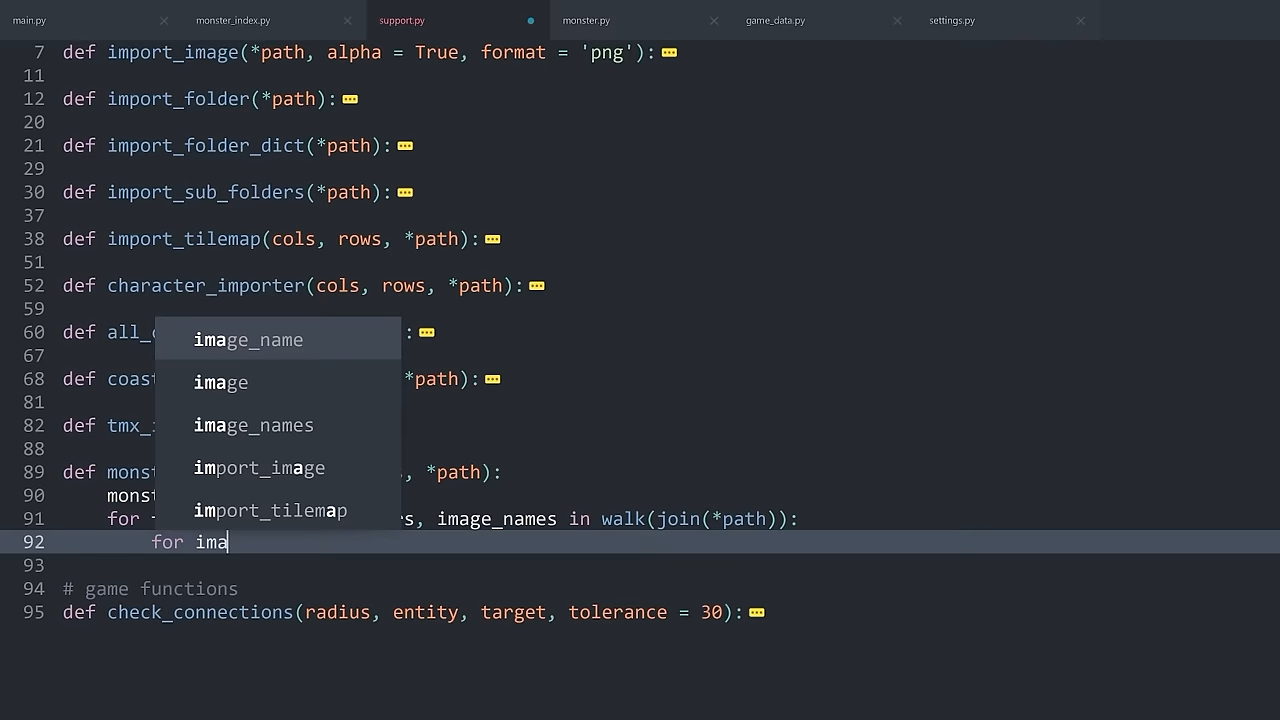 main.py monster_index.py support.py monster.py game_data.py settings.py
7 def import_image(*path, alpha = True, format = 'png'):
11
12 def import_folder(*path):
20
21 def import_folder_dict(*path):
29
30 def import_sub_folders(*path):
37
38 def import_tilemap(cols, rows, *path):
51
52 def character_importer(cols, rows, *path):
59
60 def all_ :
67
68 def coast *path):
81
82 def tmx_
88
89 def monst *path):
90 monst
91 for rs, image_names in walk(join(*path)):
92 for ima
93
94 # game functions
95 def check_connections(radius, entity, target, tolerance = 30):
image_name
image
image_names
import_image
import_tilemap